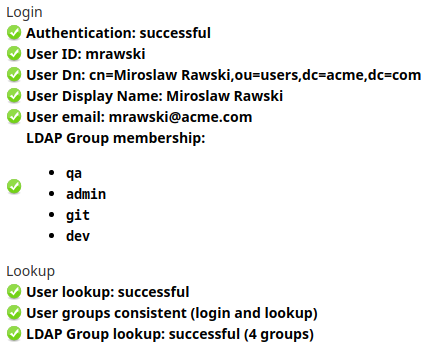 Login
Authentication: successful
User ID: mrawski
User Dn: cn=Miroslaw Rawski,ou=users,dc=acme,dc=com
User Display Name: Miroslaw Rawski
User email: mrawski@acme.com
LDAP Group membership:
qa
admin
git
dev
Lookup
User lookup: successful
User groups consistent (login and lookup)
LDAP Group lookup: successful (4 groups)